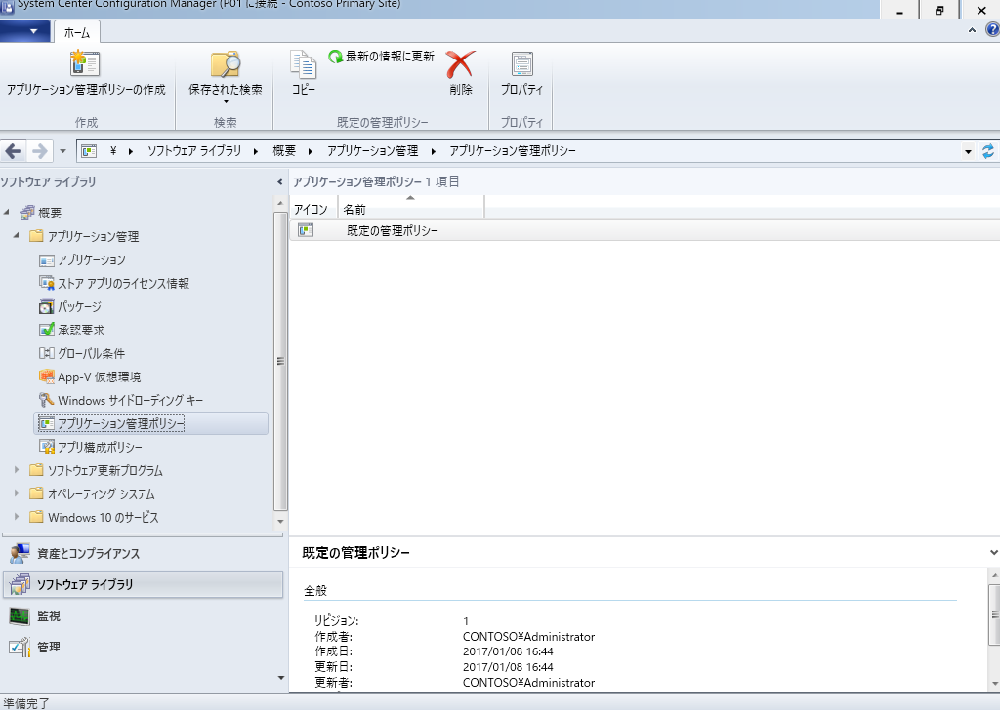 System Center Configuration Manager (P01 に接続 - Contoso Primary Site)
ホーム
アプリケーション管理ポリシーの作成
保存された検索
コピー
最新の情報に更新
削除
プロパティ
作成
検索
既定の管理ポリシー
プロパティ
¥ ▸ ソフトウェア ライブラリ ▸ 概要 ▸ アプリケーション管理 ▸ アプリケーション管理ポリシー
ソフトウェア ライブラリ
概要
アプリケーション管理
アプリケーション
ストア アプリのライセンス情報
パッケージ
承認要求
グローバル条件
App-V 仮想環境
Windows サイドローディング キー
アプリケーション管理ポリシー
アプリ構成ポリシー
ソフトウェア更新プログラム
オペレーティング システム
Windows 10 のサービス
資産とコンプライアンス
ソフトウェア ライブラリ
監視
管理
アプリケーション管理ポリシー 1 項目
アイコン 名前
既定の管理ポリシー
既定の管理ポリシー
全般
リビジョン: 1
作成者: CONTOSO¥Administrator
作成日: 2017/01/08 16:44
更新日: 2017/01/08 16:44
更新者: CONTOSO¥Administrator
準備完了